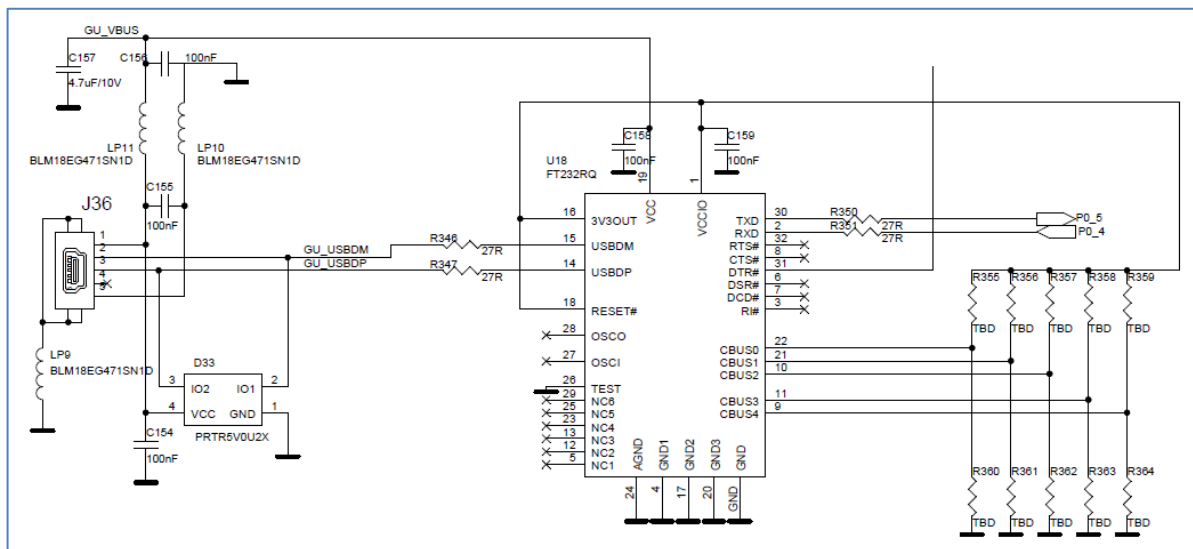 GU_VBUS
C157
4.7uF/10V
C156
100nF
LP11
BLM18EG471SN1D
LP10
BLM18EG471SN1D
C155
100nF
J36
1
2
3
4
5
GU_USBDM
GU_USBDP
R346
27R
R347
27R
LP9
BLM18EG471SN1D
D33
3
IO2
IO1
2
4
VCC
GND
1
PRTR5V0U2X
C154
100nF
U18
FT232RQ
C158
100nF
C159
100nF
19
VCC
1
VCCIO
16
3V3OUT
15
USBDM
14
USBDP
18
RESET#
28
OSCO
27
OSCI
26
TEST
29
NC6
25
NC5
23
NC4
13
NC3
12
NC2
5
NC1
TXD
30
RXD
2
RTS#
32
CTS#
8
DTR#
31
DSR#
6
DCD#
7
RI#
3
CBUS0
22
CBUS1
21
CBUS2
10
CBUS3
11
CBUS4
9
AGND
GND1
GND2
GND3
GND
24
4
17
20
GND
R350
27R
R351
27R
P0_5
P0_4
R355
R356
R357
R358
R359
TBD
TBD
TBD
TBD
TBD
R360
R361
R362
R363
R364
TBD
TBD
TBD
TBD
TBD